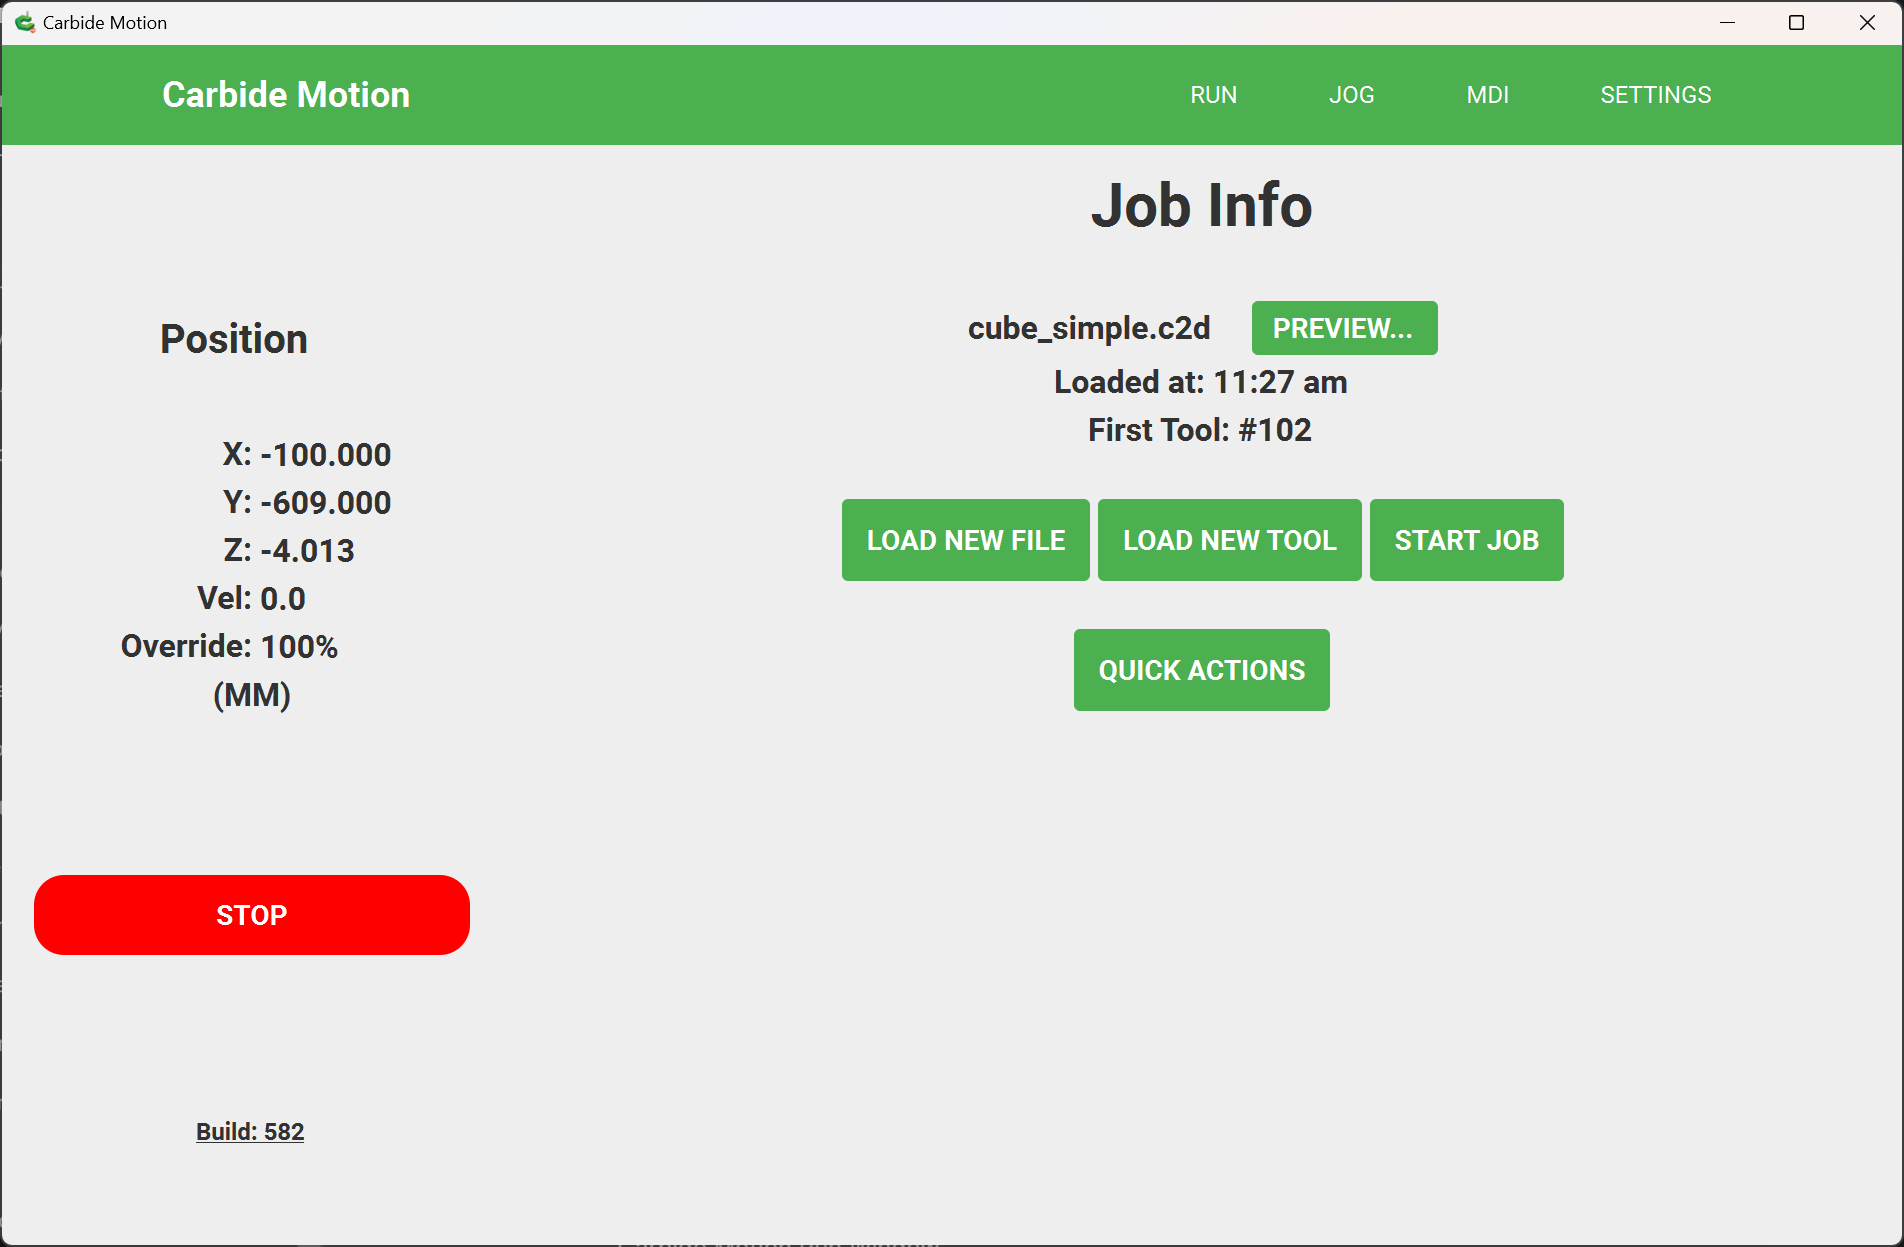 Carbide Motion
Carbide Motion
RUN
JOG
MDI
SETTINGS
Job Info
cube_simple.c2d
PREVIEW...
Loaded at: 11:27 am
First Tool: #102
LOAD NEW FILE
LOAD NEW TOOL
START JOB
QUICK ACTIONS
Position
X: -100.000
Y: -609.000
Z: -4.013
Vel: 0.0
Override: 100%
(MM)
STOP
Build: 582